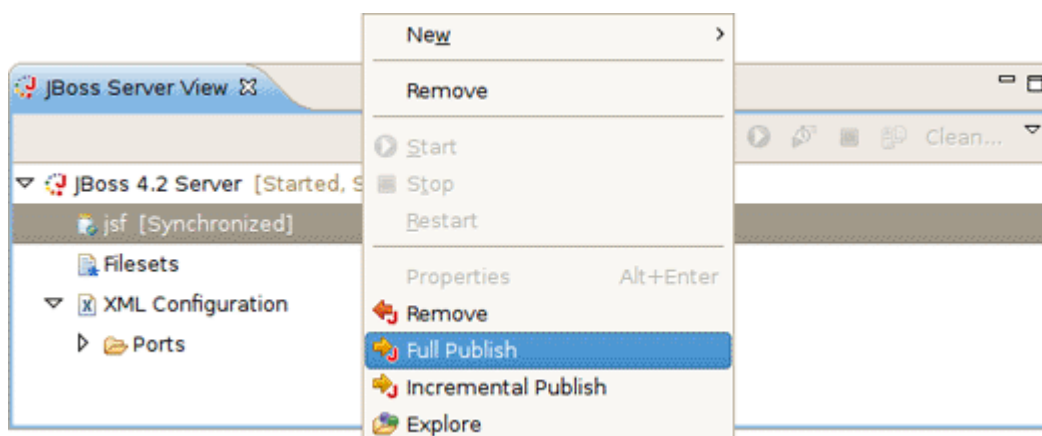 New
JBoss Server View
Remove
Start
Clean...
JBoss 4.2 Server [Started, S
Stop
jsf [Synchronized]
Restart
Filesets
Properties Alt+Enter
XML Configuration
Remove
Ports
Full Publish
Incremental Publish
Explore